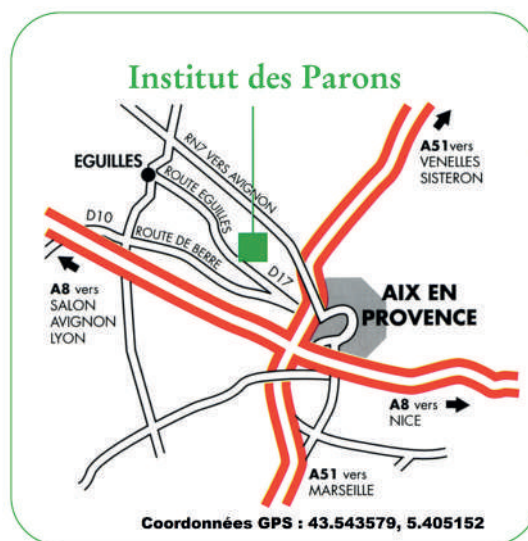 Institut des Parons
A51 vers
VENELLES
SISTERON
RN7 VERS AVIGNON
EGUILLES
ROUTE EGUILLES
D10
ROUTE DE BERRE
D17
A8 vers
SALON
AVIGNON
LYON
AIX EN
PROVENCE
A8 vers
NICE
A51 vers
MARSEILLE
Coordonnées GPS : 43.543579, 5.405152